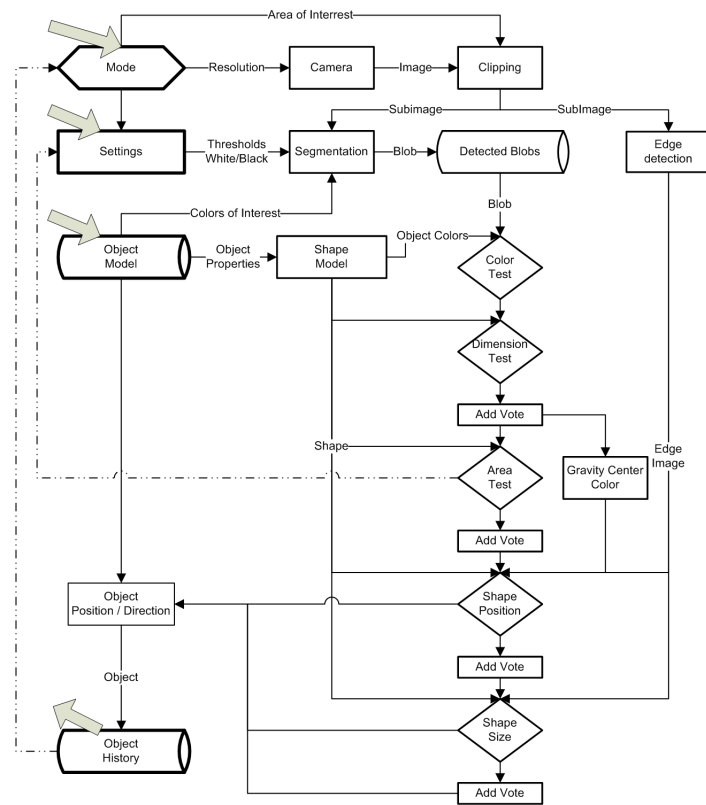 Area of Interrest
Mode
Resolution
Camera
Image
Clipping
Subimage
SubImage
Settings
Thresholds
White/Black
Segmentation
Blob
Detected Blobs
Edge
detection
Colors of Interest
Blob
Object
Model
Object
Properties
Shape
Model
Object Colors
Color
Test
Dimension
Test
Add Vote
Shape
Area
Test
Gravity Center
Color
Edge
Image
Add Vote
Object
Position / Direction
Shape
Position
Add Vote
Object
Shape
Size
Object
History
Add Vote